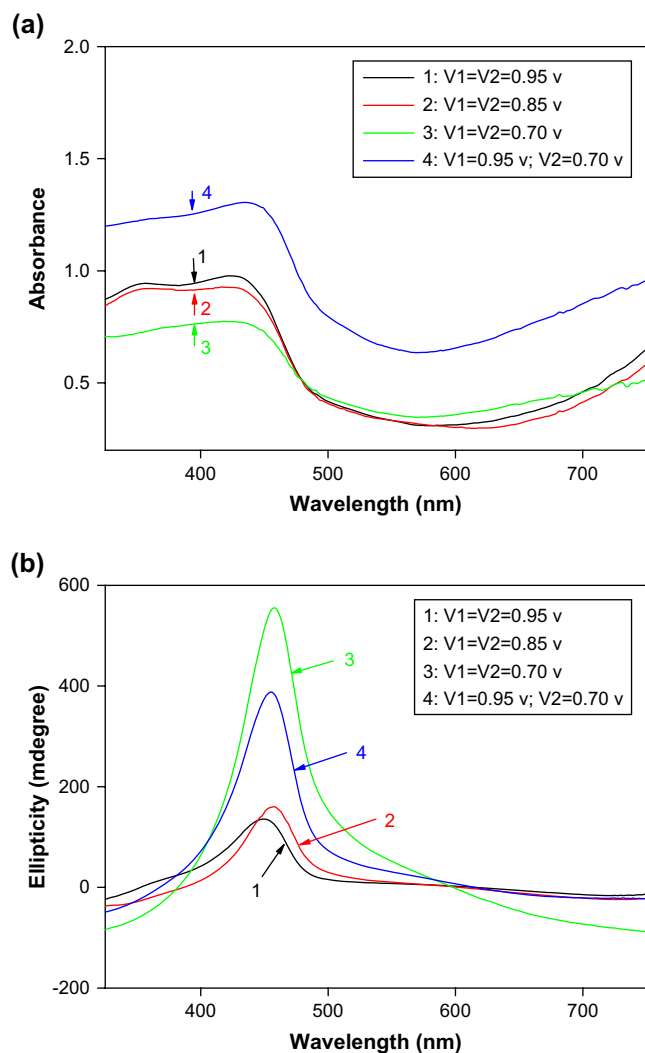 (a)
2.0
1: V1=V2=0.95 v
2: V1=V2=0.85 v
3: V1=V2=0.70 v
4: V1=0.95 v; V2=0.70 v
1.5
4
Absorbance
1
1.0
2
3
0.5
400 500 600 700
Wavelength (nm)
(b)
600
1: V1=V2=0.95 v
2: V1=V2=0.85 v
3: V1=V2=0.70 v
4: V1=0.95 v; V2=0.70 v
3
400
4
Ellipticity (mdegree)
200
2
1
0
-200
400 500 600 700
Wavelength (nm)